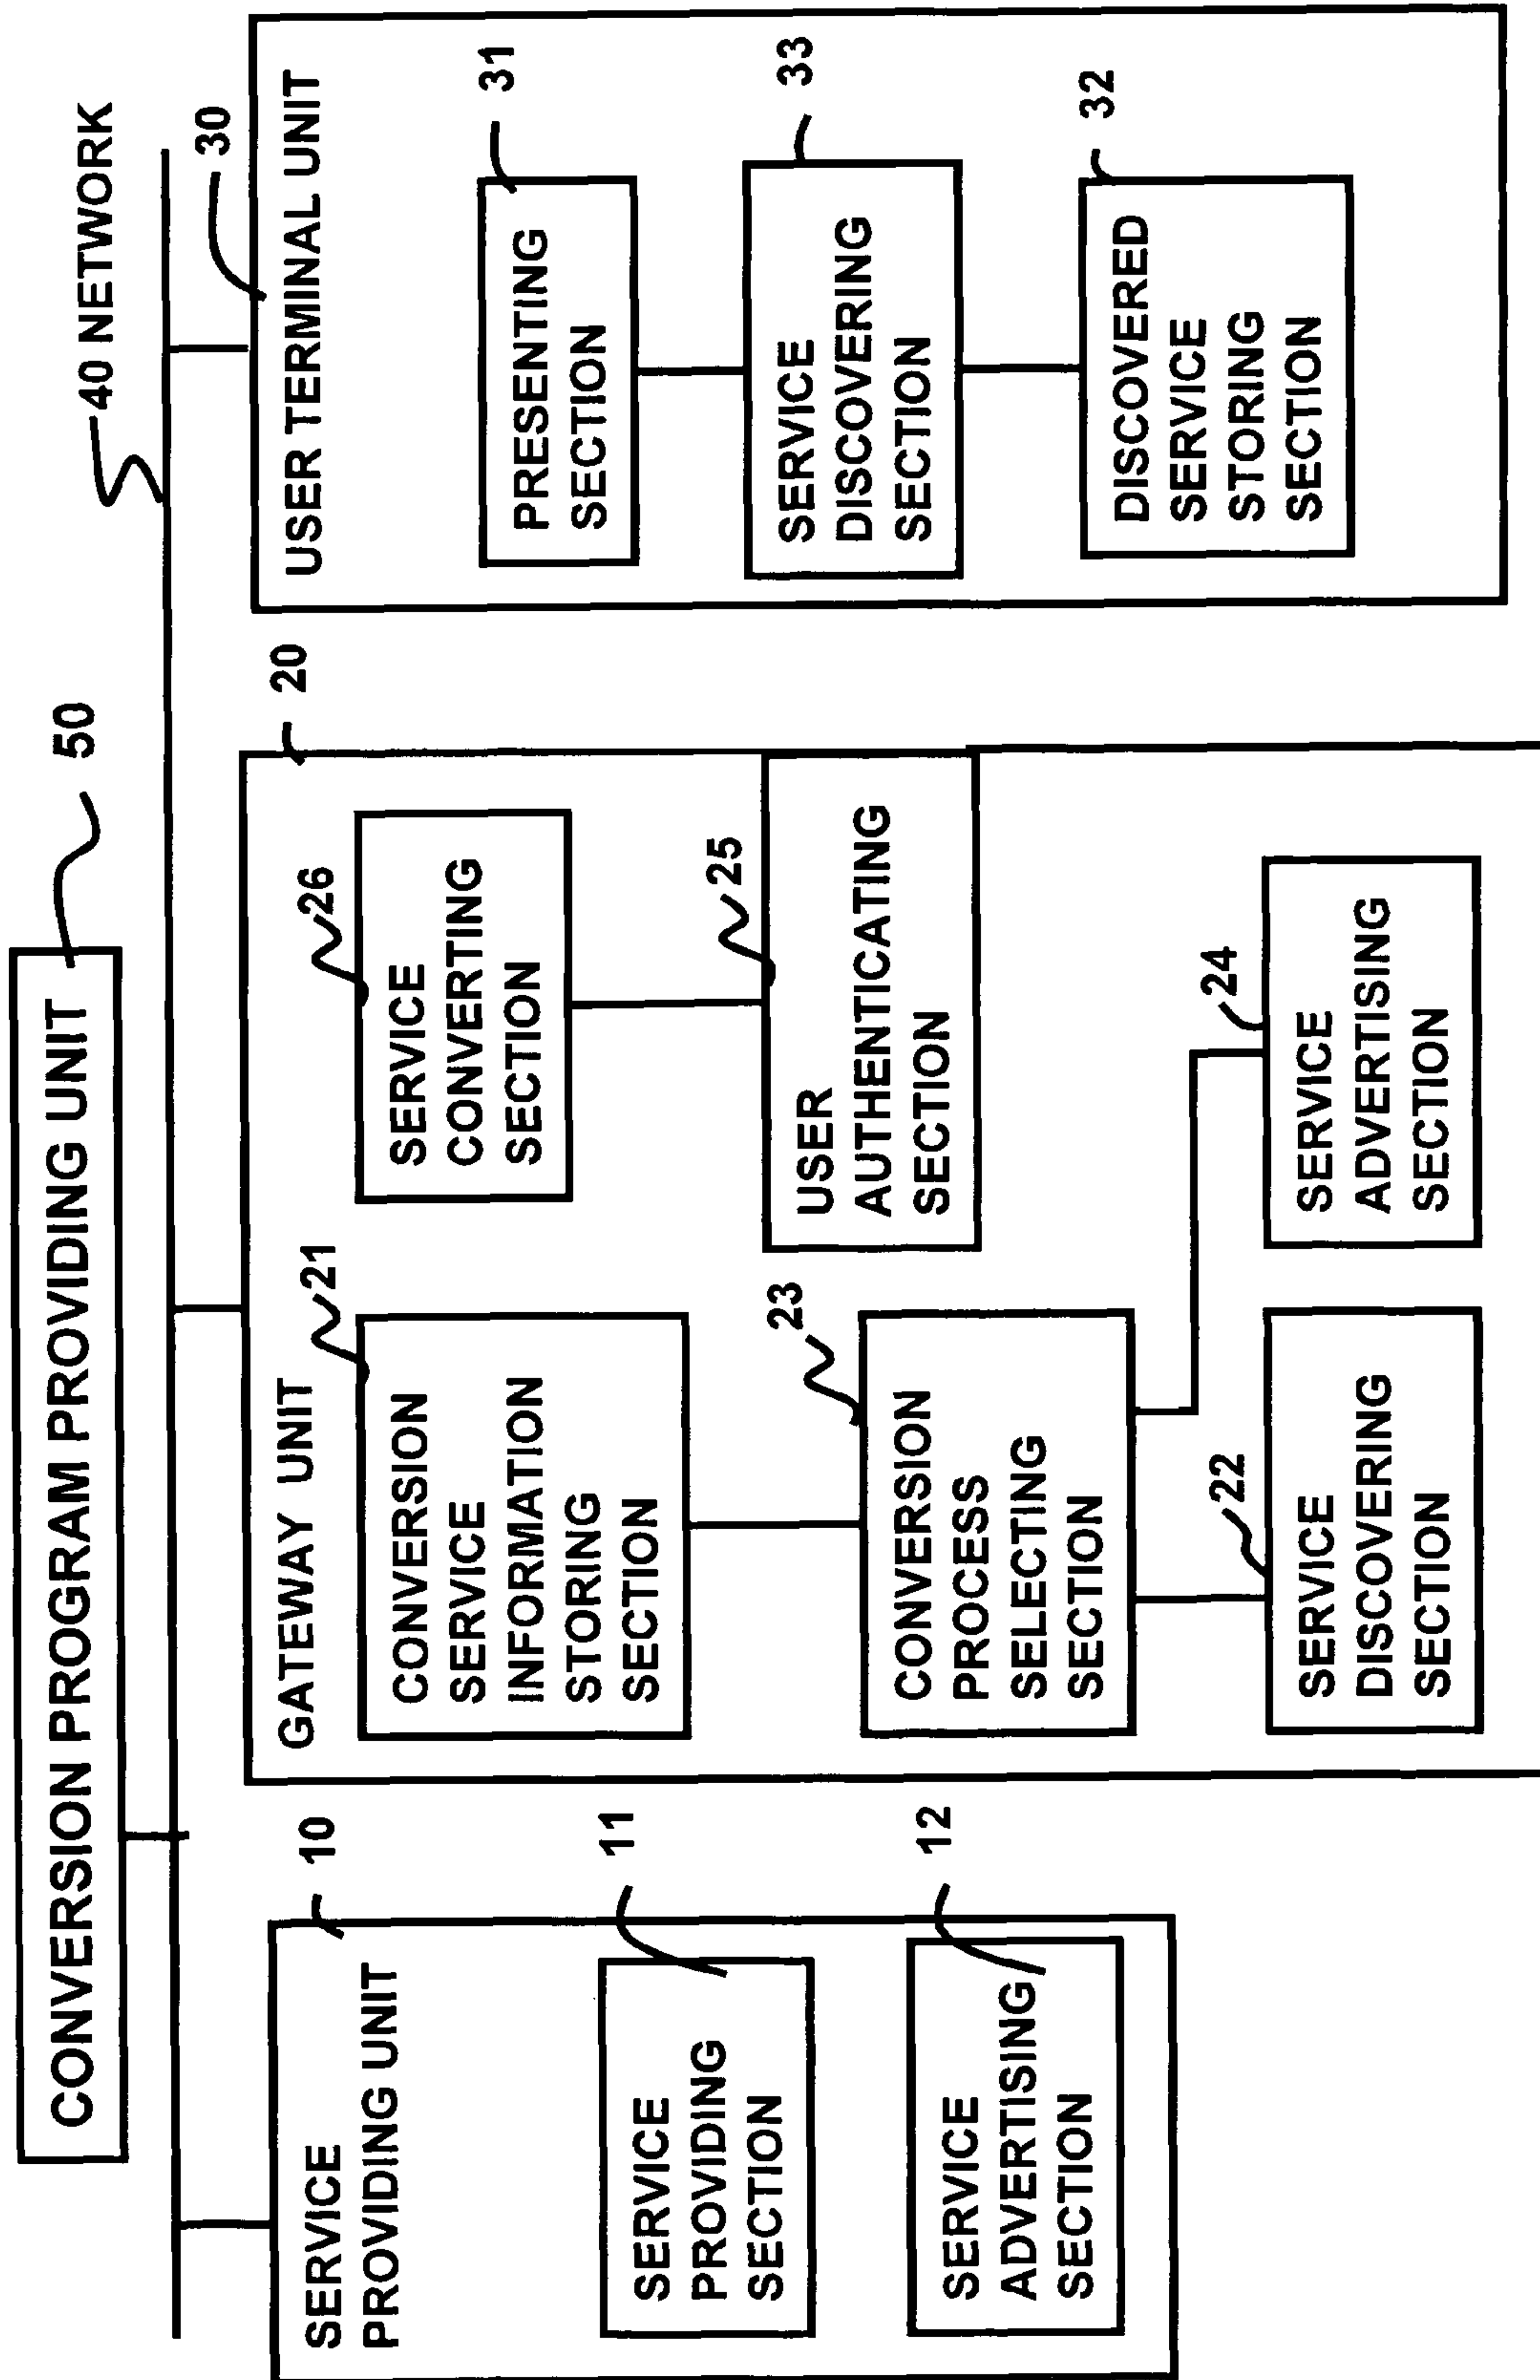 CONVERSION PROGRAM PROVIDING UNIT
50
40 NETWORK
SERVICE
PROVIDING UNIT
10
SERVICE
PROVIDING
SECTION
11
SERVICE
ADVERTISING
SECTION
12
GATEWAY UNIT
20
CONVERSION
SERVICE
INFORMATION
STORING
SECTION
21
SERVICE
CONVERTING
SECTION
26
USER
AUTHENTICATING
SECTION
25
CONVERSION
PROCESS
SELECTING
SECTION
23
SERVICE
DISCOVERING
SECTION
22
SERVICE
ADVERTISING
SECTION
24
USER TERMINAL UNIT
30
PRESENTING
SECTION
31
SERVICE
DISCOVERING
SECTION
33
DISCOVERED
SERVICE
STORING
SECTION
32